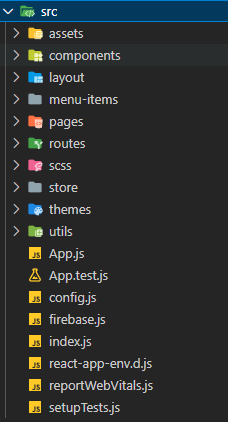 src
assets
components
layout
menu-items
pages
routes
scss
store
themes
utils
JS App.js
App.test.js
JS config.js
JS firebase.js
JS index.js
JS react-app-env.d.js
JS reportWebVitals.js
JS setupTests.js